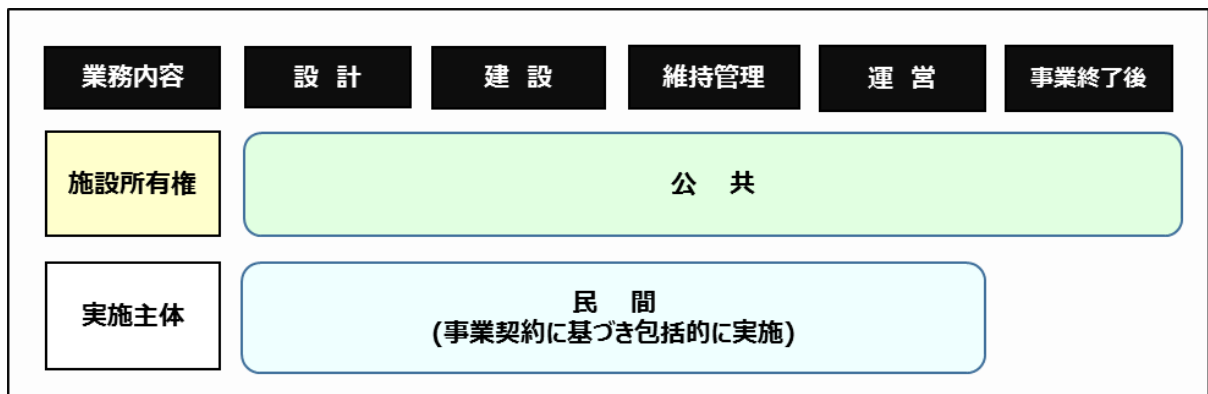 業務内容
設 計
建 設
維持管理
運 営
事業終了後
施設所有権
公 共
実施主体
民 間
(事業契約に基づき包括的に実施)